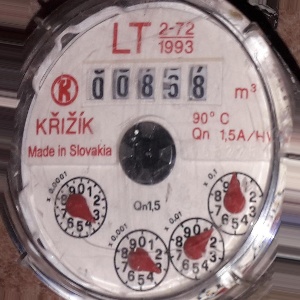 LT 2-72
1993
00858 m³
KŘIŽÍK
90° C
Qn 1,5A/H
Made in Slovakia
Qn1,5
x 0,0001
x 0,001
x 0,01
x 0,1